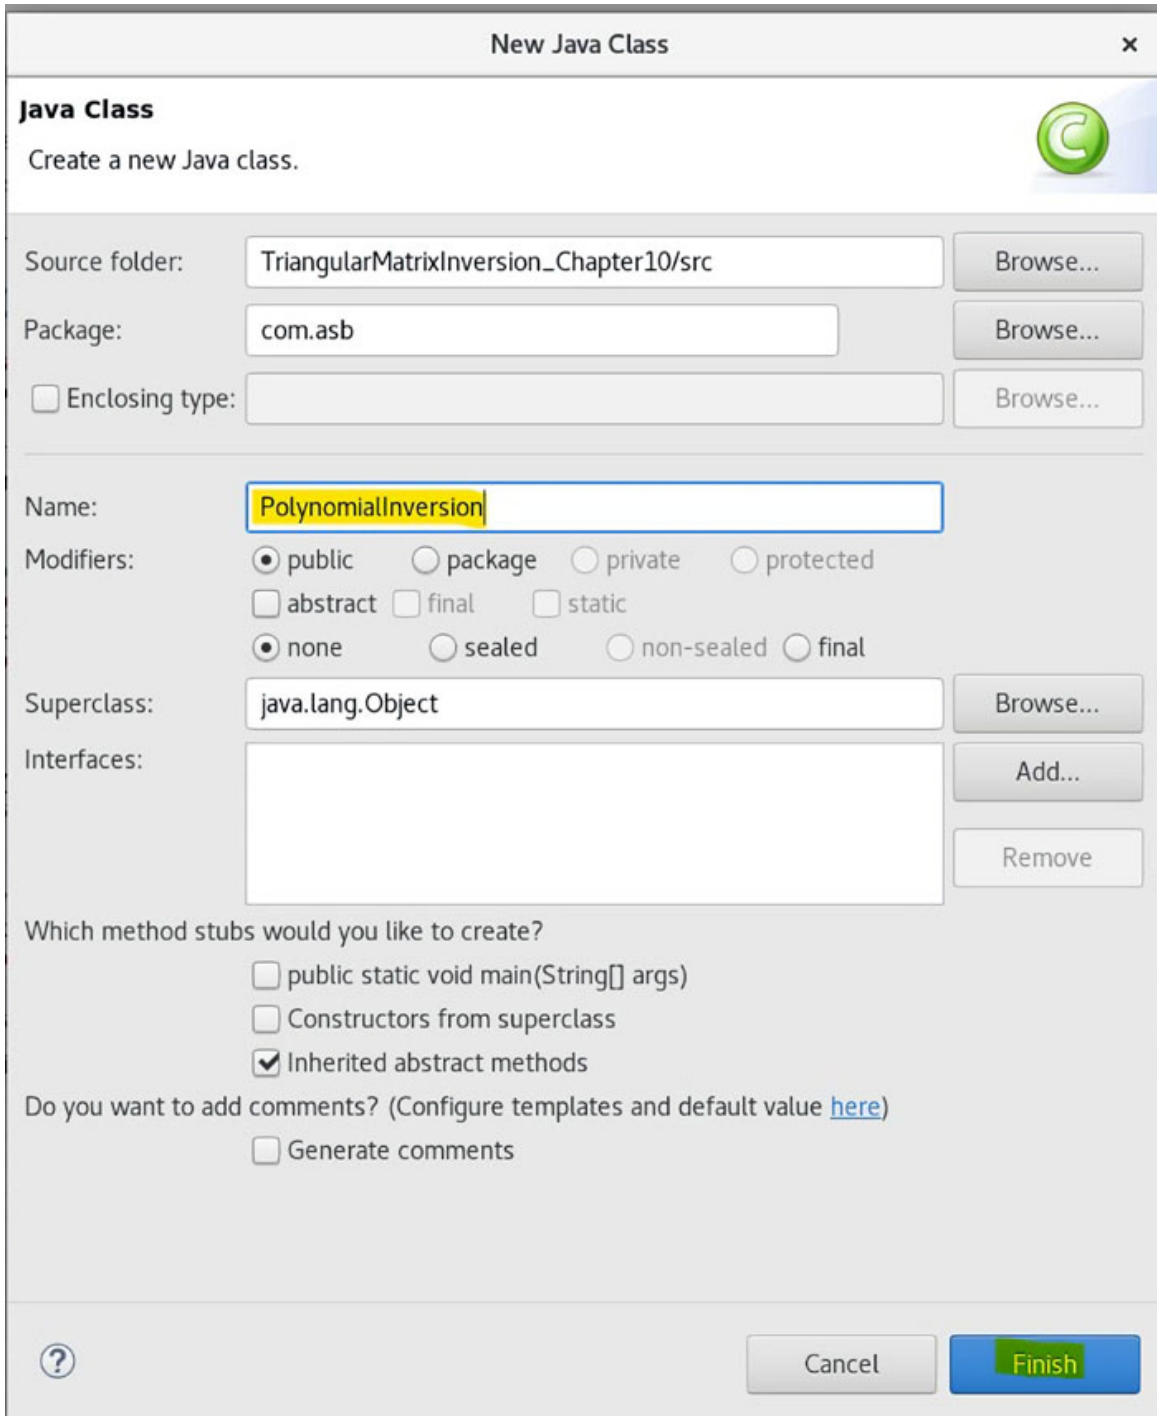 New Java Class ×
Java Class
Create a new Java class.
Source folder: TriangularMatrixInversion_Chapter10/src Browse...
Package: com.asb Browse...
Enclosing type: Browse...
Name: PolynomialInversion
Modifiers: public package private protected
abstract final static
none sealed non-sealed final
Superclass: java.lang.Object Browse...
Interfaces: Add...
Remove
Which method stubs would you like to create?
public static void main(String[] args)
Constructors from superclass
Inherited abstract methods
Do you want to add comments? (Configure templates and default value here)
Generate comments
? Cancel Finish